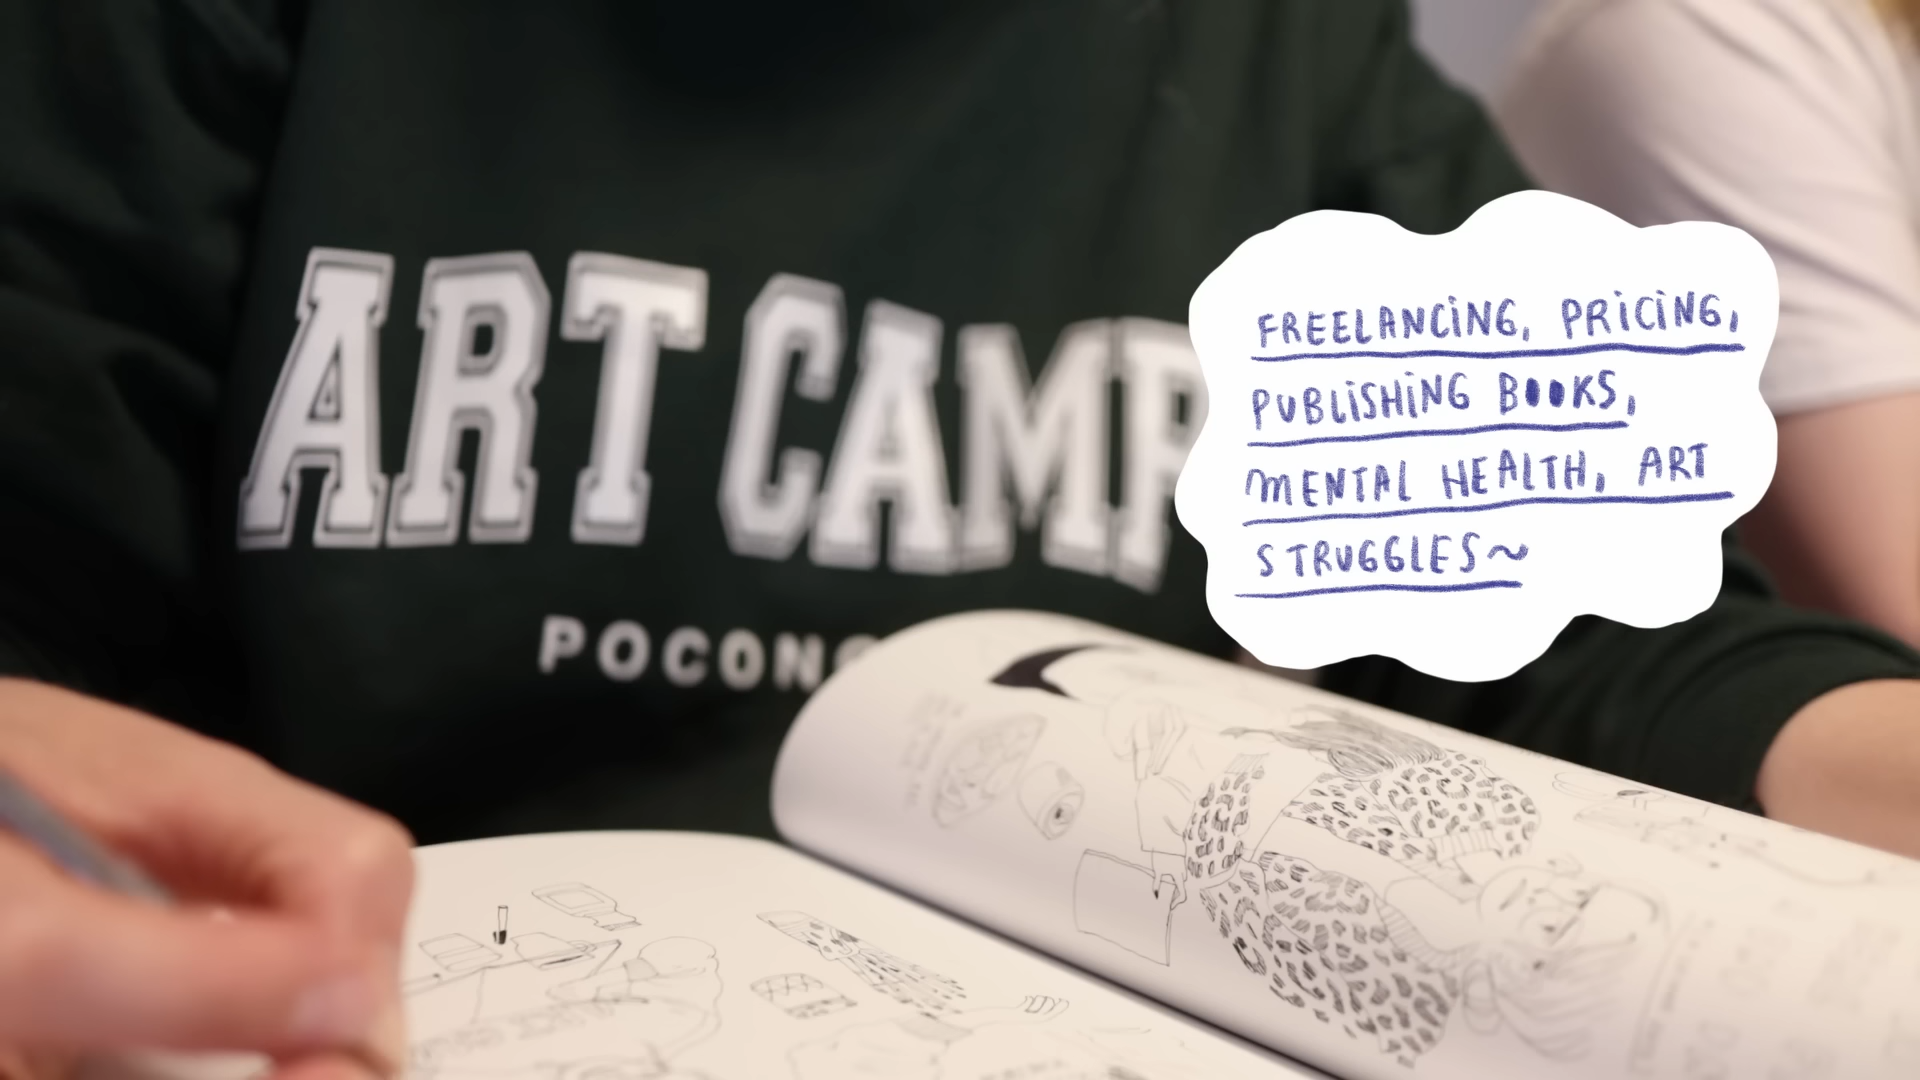 ART CAMP
POCONO
FREELANCING, PRICING,
PUBLISHING BOOKS,
MENTAL HEALTH, ART
STRUGGLES~